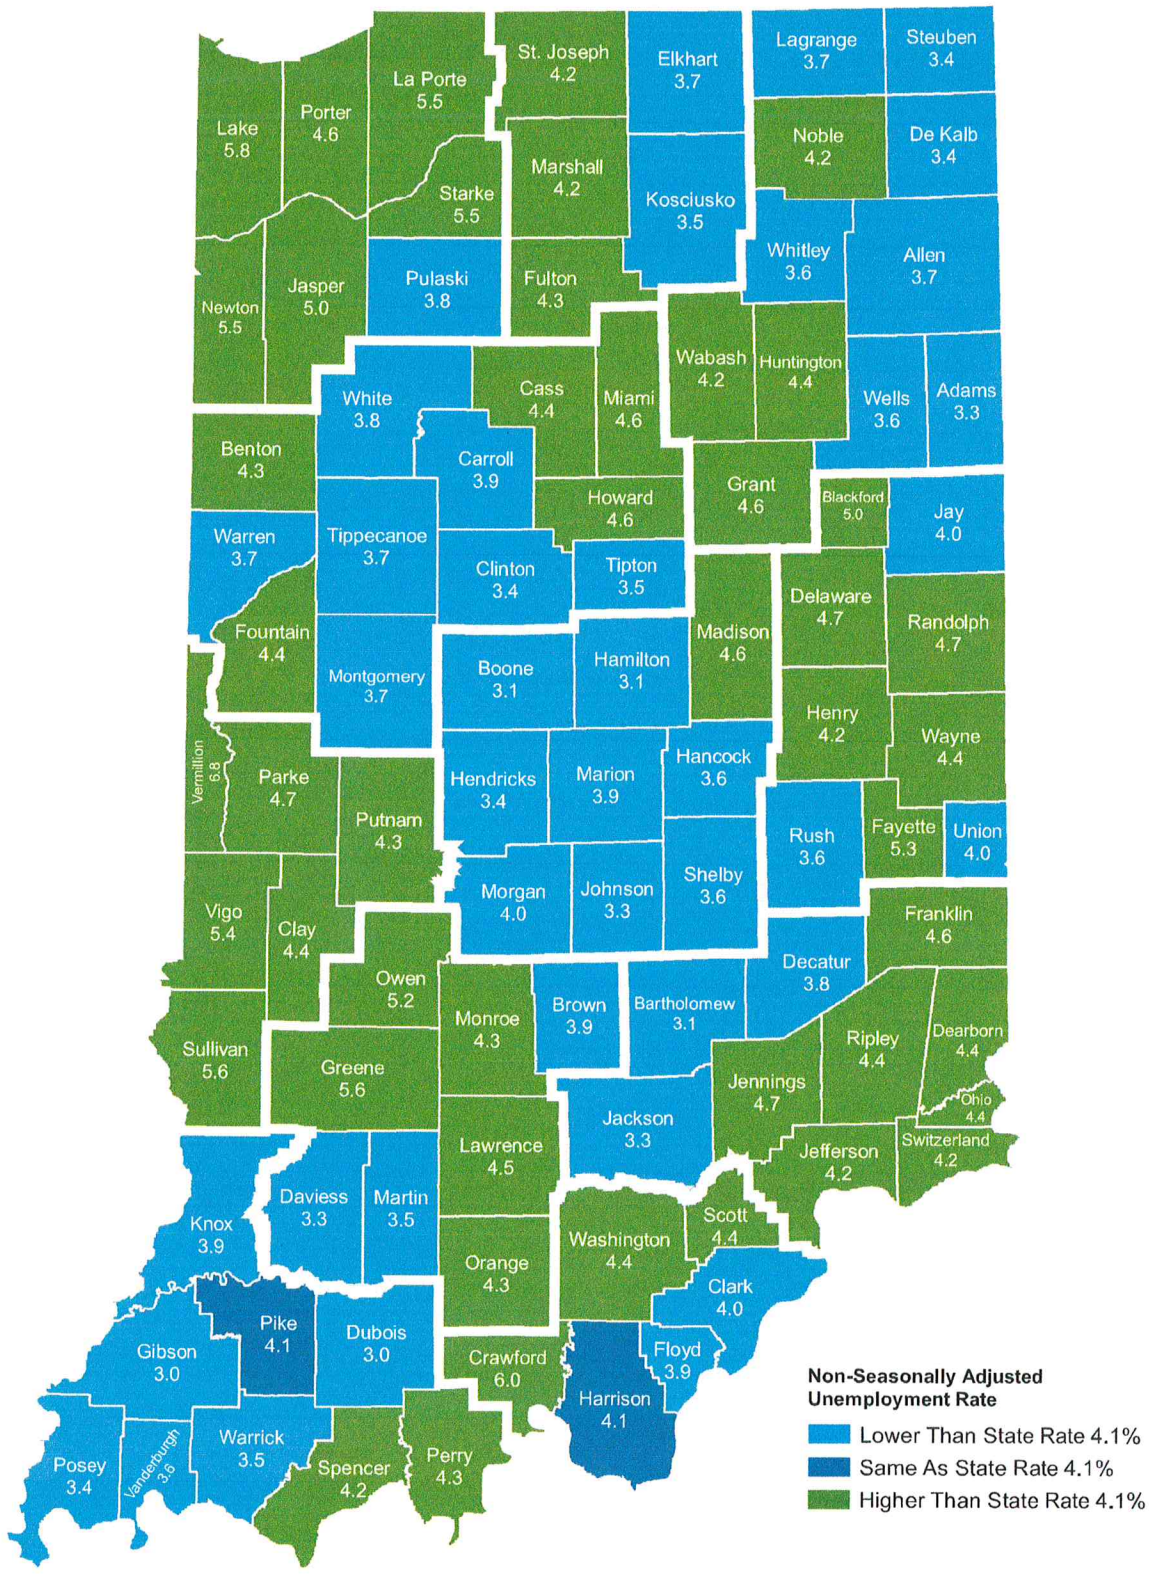 St. Joseph
4.2
Elkhart
3.7
Lagrange
3.7
Steuben
3.4
La Porte
5.5
Porter
4.6
Lake
5.8
Noble
4.2
De Kalb
3.4
Marshall
4.2
Starke
5.5
Kosciusko
3.5
Whitley
3.6
Allen
3.7
Pulaski
3.8
Fulton
4.3
Jasper
5.0
Newton
5.5
Wabash
4.2
Huntington
4.4
Wells
3.6
Adams
3.3
White
3.8
Cass
4.4
Miami
4.6
Benton
4.3
Carroll
3.9
Howard
4.6
Grant
4.6
Blackford
5.0
Jay
4.0
Warren
3.7
Tippecanoe
3.7
Clinton
3.4
Tipton
3.5
Delaware
4.7
Randolph
4.7
Fountain
4.4
Madison
4.6
Montgomery
3.7
Boone
3.1
Hamilton
3.1
Henry
4.2
Wayne
4.4
Vermillion
6.8
Parke
4.7
Putnam
4.3
Hendricks
3.4
Marion
3.9
Hancock
3.6
Rush
3.6
Fayette
5.3
Union
4.0
Shelby
3.6
Morgan
4.0
Johnson
3.3
Vigo
5.4
Clay
4.4
Franklin
4.6
Owen
5.2
Decatur
3.8
Monroe
4.3
Brown
3.9
Bartholomew
3.1
Sullivan
5.6
Greene
5.6
Ripley
4.4
Dearborn
4.4
Jennings
4.7
Ohio
4.4
Jackson
3.3
Lawrence
4.5
Jefferson
4.2
Switzerland
4.2
Knox
3.9
Daviess
3.3
Martin
3.5
Scott
4.4
Washington
4.4
Orange
4.3
Clark
4.0
Pike
4.1
Dubois
3.0
Gibson
3.0
Crawford
6.0
Floyd
3.9
Harrison
4.1
Posey
3.4
Vanderburgh
3.6
Warrick
3.5
Spencer
4.2
Perry
4.3
Non-Seasonally Adjusted
Unemployment Rate
Lower Than State Rate 4.1%
Same As State Rate 4.1%
Higher Than State Rate 4.1%